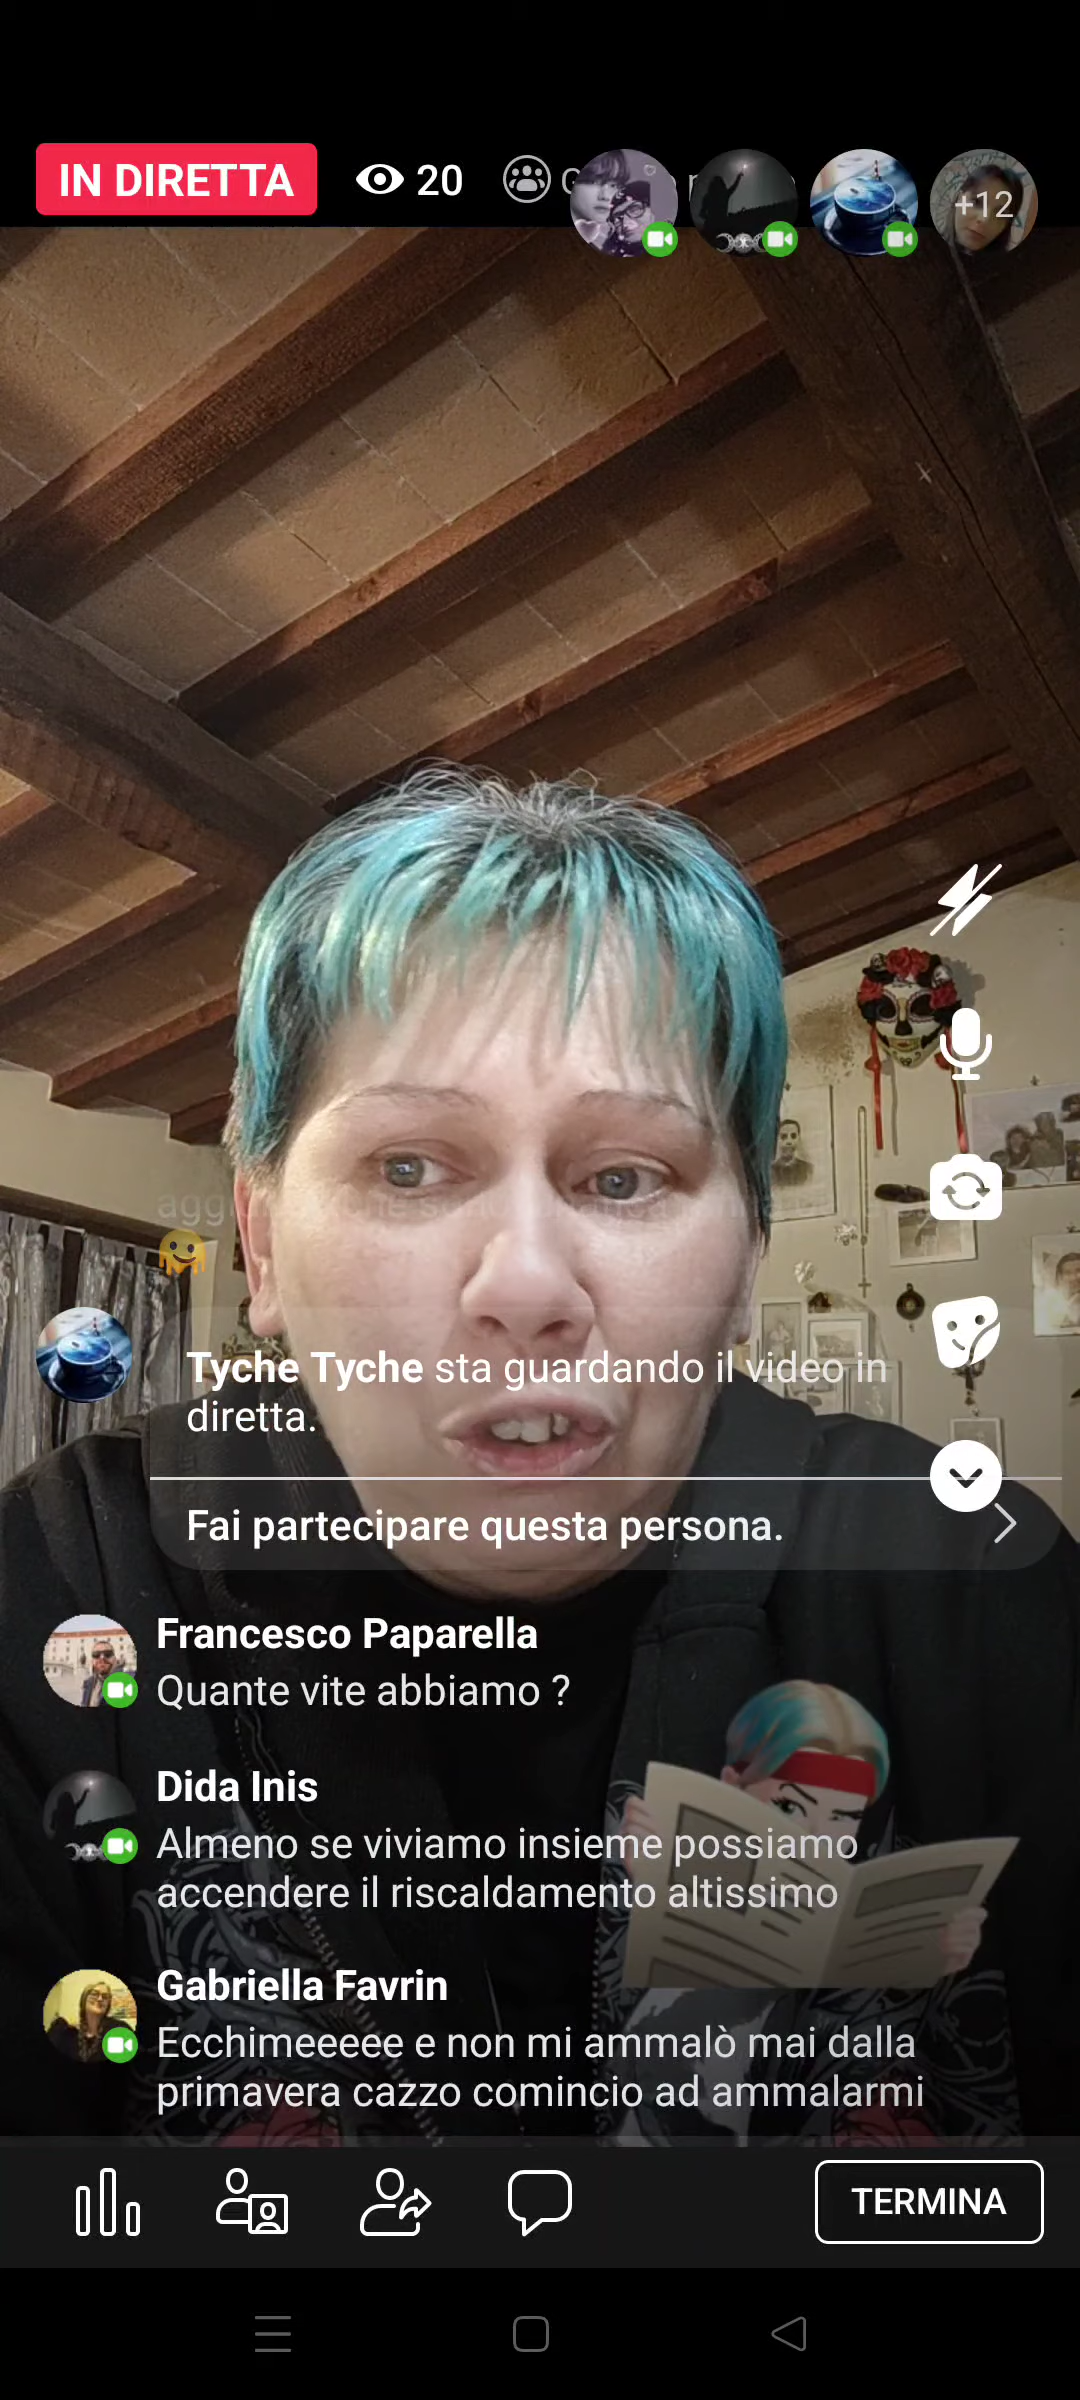 IN DIRETTA
20
+12
Tyche Tyche sta guardando il video in
diretta.
Fai partecipare questa persona.
Francesco Paparella
Quante vite abbiamo ?
Dida Inis
Almeno se viviamo insieme possiamo
accendere il riscaldamento altissimo
Gabriella Favrin
Ecchimeeeee e non mi ammalò mai dalla
primavera cazzo comincio ad ammalarmi
TERMINA